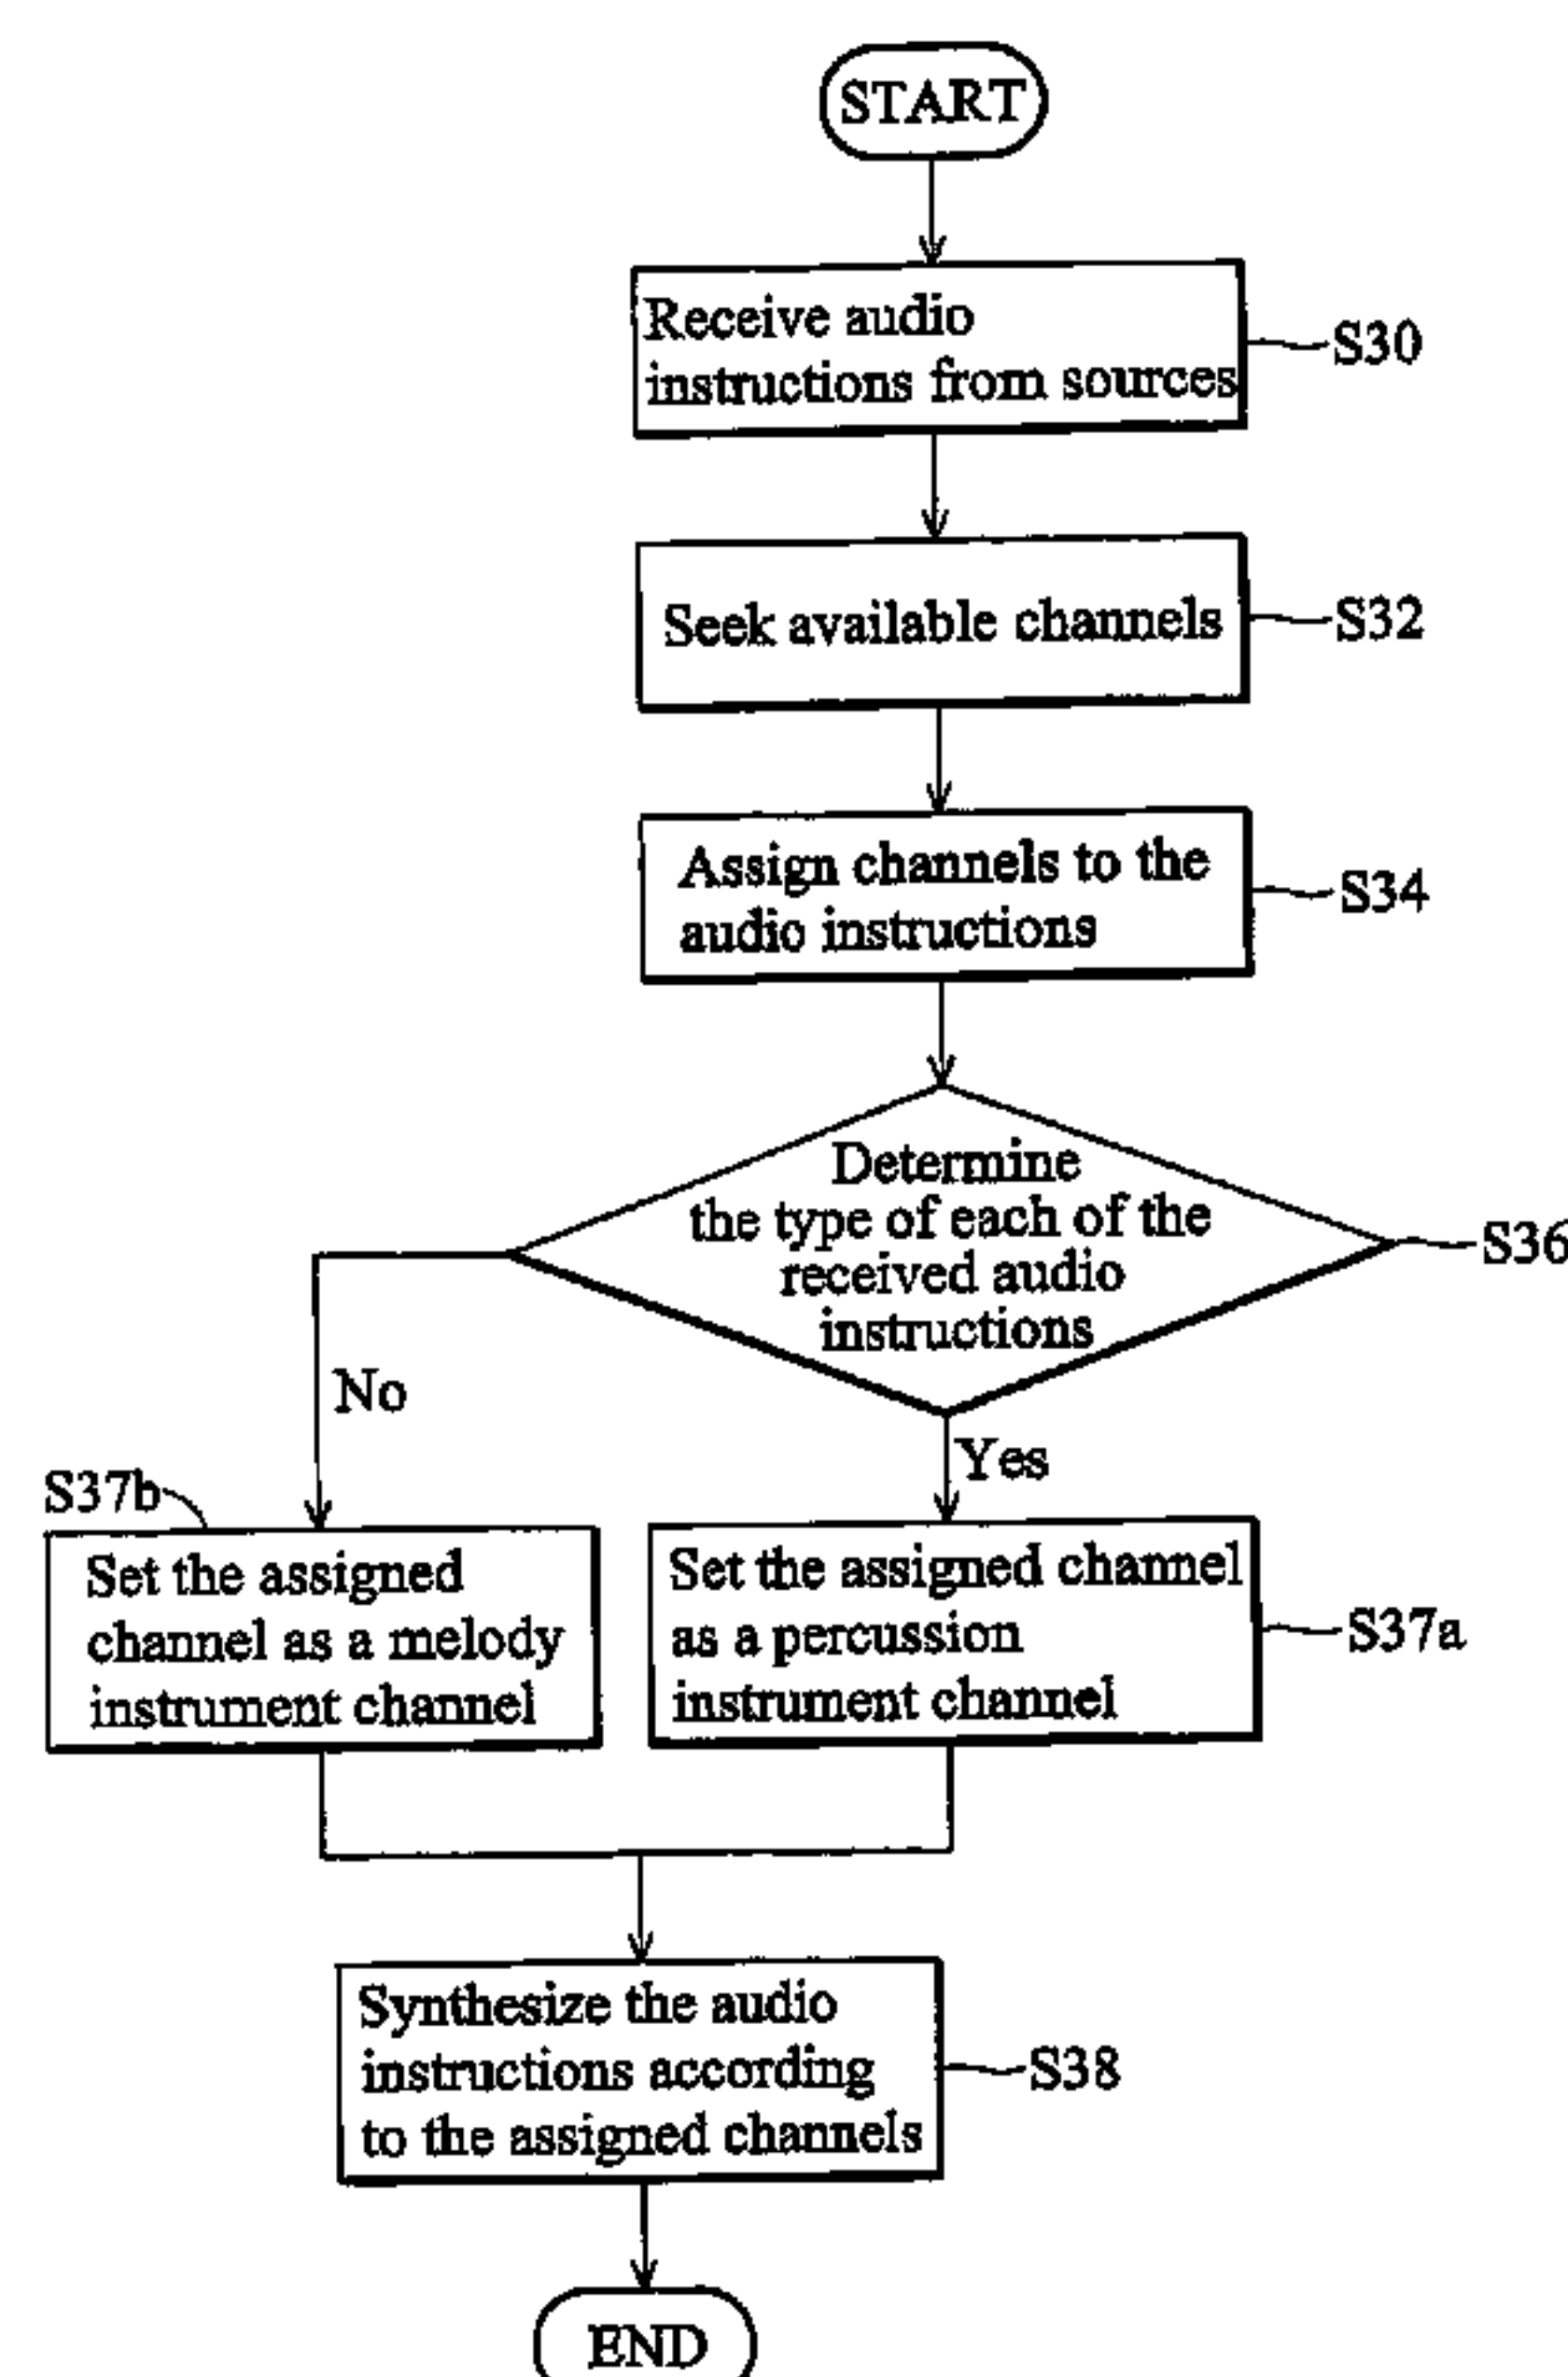 START
Receive audio
instructions from sources
S30
Seek available channels
S32
Assign channels to the
audio instructions
S34
Determine
the type of each of the
received audio
instructions
S36
No
Yes
S37b
Set the assigned
channel as a melody
instrument channel
Set the assigned channel
as a percussion
instrument channel
S37a
Synthesize the audio
instructions according
to the assigned channels
S38
END